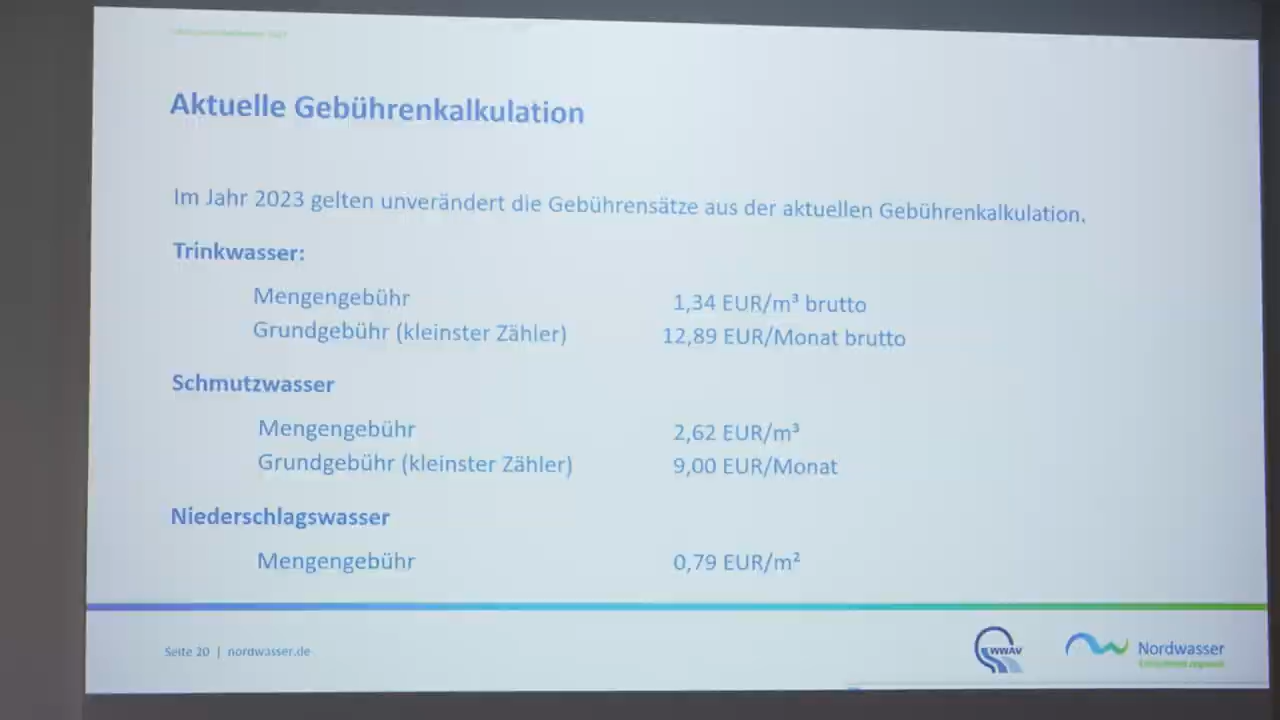 Aktuelle Gebührenkalkulation
Im Jahr 2023 gelten unverändert die Gebührensätze aus der aktuellen Gebührenkalkulation.
Trinkwasser:
Mengengebühr 1,34 EUR/m³ brutto
Grundgebühr (kleinster Zähler) 12,89 EUR/Monat brutto
Schmutzwasser
Mengengebühr 2,62 EUR/m³
Grundgebühr (kleinster Zähler) 9,00 EUR/Monat
Niederschlagswasser
Mengengebühr 0,79 EUR/m²
Seite 20 | nordwasser.de
WWAV
Nordwasser